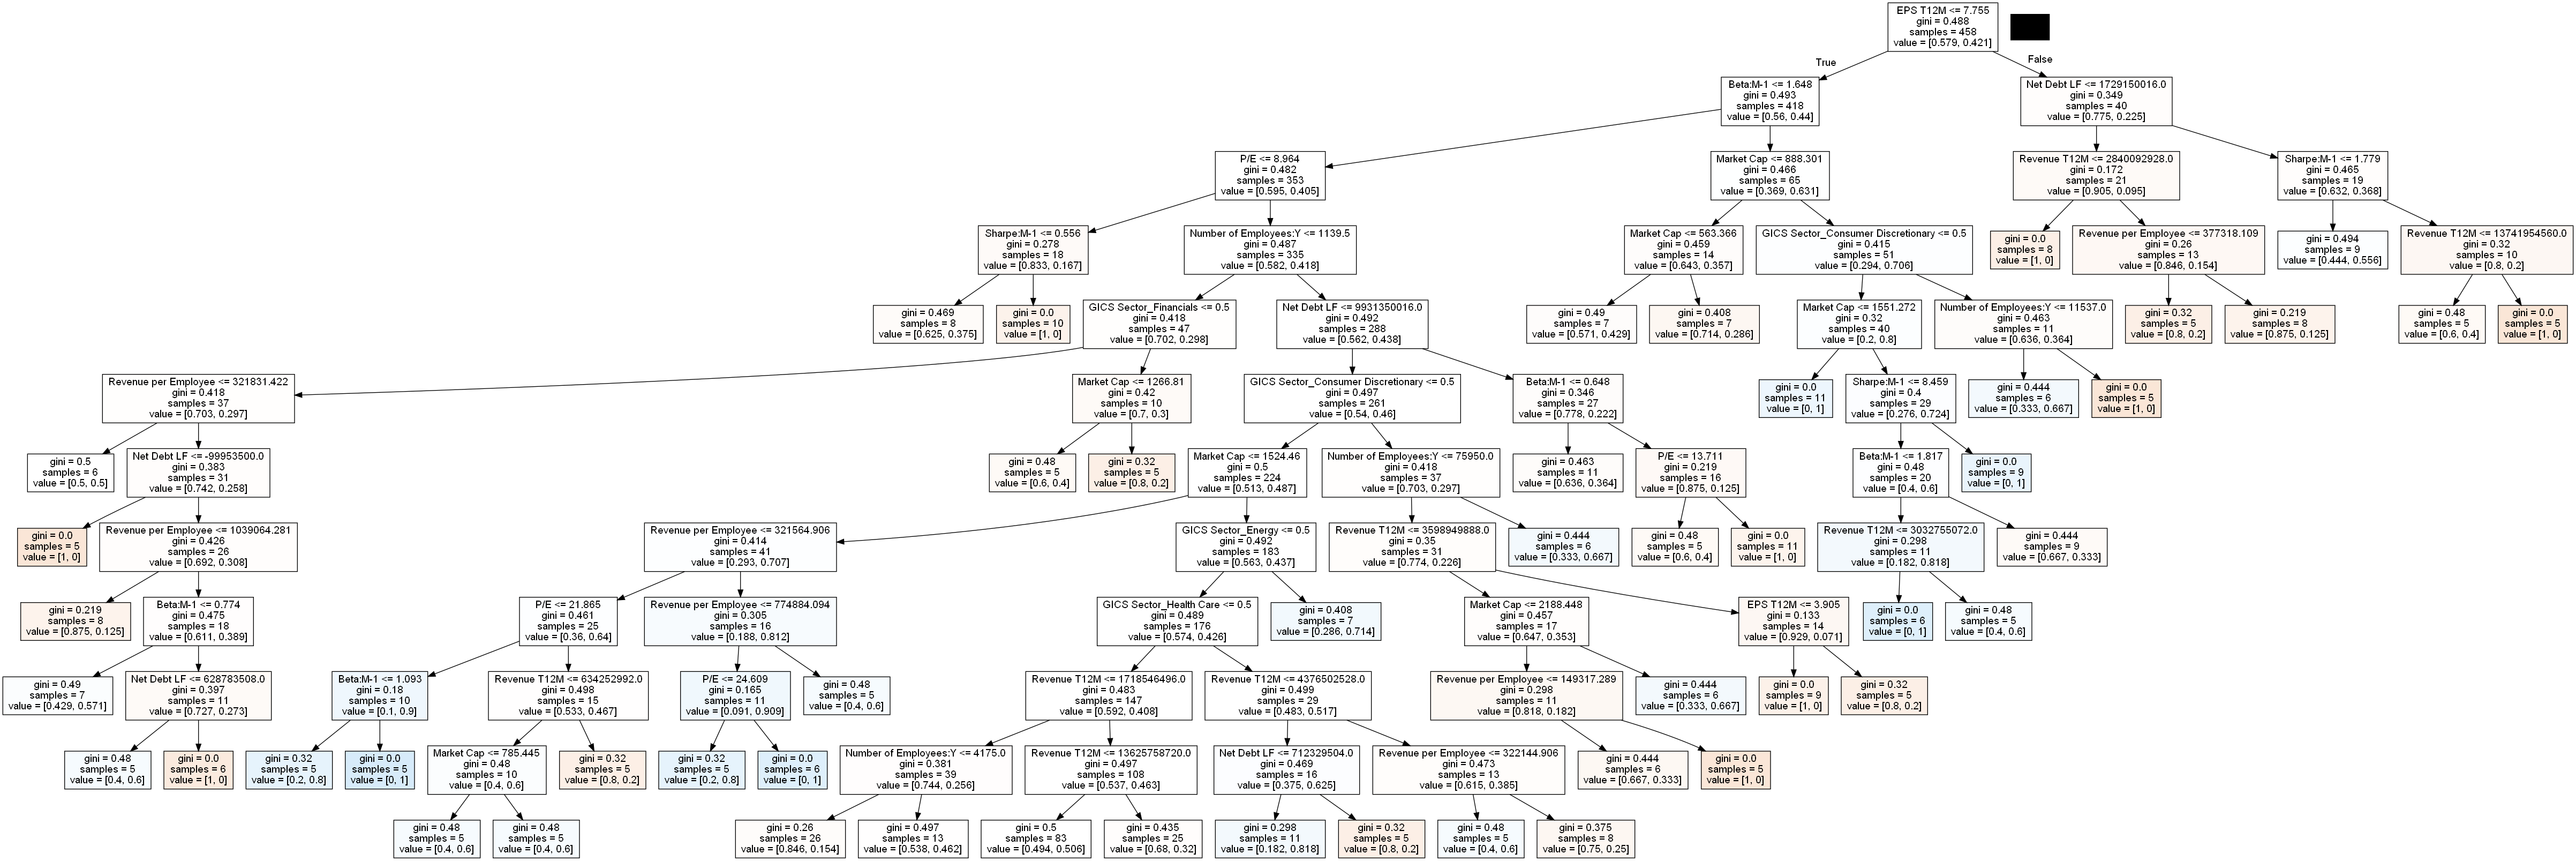 EPS T12M <= 7.755
gini = 0.488
samples = 458
value = [0.579, 0.421]
True
False
Beta:M-1 <= 1.648
gini = 0.493
samples = 418
value = [0.56, 0.44]
Net Debt LF <= 1729150016.0
gini = 0.349
samples = 40
value = [0.775, 0.225]
P/E <= 8.964
gini = 0.482
samples = 353
value = [0.595, 0.405]
Market Cap <= 888.301
gini = 0.466
samples = 65
value = [0.369, 0.631]
Revenue T12M <= 2840092928.0
gini = 0.172
samples = 21
value = [0.905, 0.095]
Sharpe:M-1 <= 1.779
gini = 0.465
samples = 19
value = [0.632, 0.368]
Sharpe:M-1 <= 0.556
gini = 0.278
samples = 18
value = [0.833, 0.167]
Number of Employees:Y <= 1139.5
gini = 0.487
samples = 335
value = [0.582, 0.418]
Market Cap <= 563.366
gini = 0.459
samples = 14
value = [0.643, 0.357]
GICS Sector_Consumer Discretionary <= 0.5
gini = 0.415
samples = 51
value = [0.294, 0.706]
gini = 0.0
samples = 8
value = [1, 0]
Revenue per Employee <= 377318.109
gini = 0.26
samples = 13
value = [0.846, 0.154]
gini = 0.494
samples = 9
value = [0.444, 0.556]
Revenue T12M <= 13741954560.0
gini = 0.32
samples = 10
value = [0.8, 0.2]
gini = 0.469
samples = 8
value = [0.625, 0.375]
gini = 0.0
samples = 10
value = [1, 0]
GICS Sector_Financials <= 0.5
gini = 0.418
samples = 47
value = [0.702, 0.298]
Net Debt LF <= 9931350016.0
gini = 0.492
samples = 288
value = [0.562, 0.438]
gini = 0.49
samples = 7
value = [0.571, 0.429]
gini = 0.408
samples = 7
value = [0.714, 0.286]
Market Cap <= 1551.272
gini = 0.32
samples = 40
value = [0.2, 0.8]
Number of Employees:Y <= 11537.0
gini = 0.463
samples = 11
value = [0.636, 0.364]
gini = 0.32
samples = 5
value = [0.8, 0.2]
gini = 0.219
samples = 8
value = [0.875, 0.125]
gini = 0.48
samples = 5
value = [0.6, 0.4]
gini = 0.0
samples = 5
value = [1, 0]
Revenue per Employee <= 321831.422
gini = 0.418
samples = 37
value = [0.703, 0.297]
Market Cap <= 1266.81
gini = 0.42
samples = 10
value = [0.7, 0.3]
GICS Sector_Consumer Discretionary <= 0.5
gini = 0.497
samples = 261
value = [0.54, 0.46]
Beta:M-1 <= 0.648
gini = 0.346
samples = 27
value = [0.778, 0.222]
gini = 0.0
samples = 11
value = [0, 1]
Sharpe:M-1 <= 8.459
gini = 0.4
samples = 29
value = [0.276, 0.724]
gini = 0.444
samples = 6
value = [0.333, 0.667]
gini = 0.0
samples = 5
value = [1, 0]
gini = 0.5
samples = 6
value = [0.5, 0.5]
Net Debt LF <= -99953500.0
gini = 0.383
samples = 31
value = [0.742, 0.258]
gini = 0.48
samples = 5
value = [0.6, 0.4]
gini = 0.32
samples = 5
value = [0.8, 0.2]
Market Cap <= 1524.46
gini = 0.5
samples = 224
value = [0.513, 0.487]
Number of Employees:Y <= 75950.0
gini = 0.418
samples = 37
value = [0.703, 0.297]
gini = 0.463
samples = 11
value = [0.636, 0.364]
P/E <= 13.711
gini = 0.219
samples = 16
value = [0.875, 0.125]
Beta:M-1 <= 1.817
gini = 0.48
samples = 20
value = [0.4, 0.6]
gini = 0.0
samples = 9
value = [0, 1]
gini = 0.0
samples = 5
value = [1, 0]
Revenue per Employee <= 1039064.281
gini = 0.426
samples = 26
value = [0.692, 0.308]
Revenue per Employee <= 321564.906
gini = 0.414
samples = 41
value = [0.293, 0.707]
GICS Sector_Energy <= 0.5
gini = 0.492
samples = 183
value = [0.563, 0.437]
Revenue T12M <= 3598949888.0
gini = 0.35
samples = 31
value = [0.774, 0.226]
gini = 0.444
samples = 6
value = [0.333, 0.667]
gini = 0.48
samples = 5
value = [0.6, 0.4]
gini = 0.0
samples = 11
value = [1, 0]
Revenue T12M <= 3032755072.0
gini = 0.298
samples = 11
value = [0.182, 0.818]
gini = 0.444
samples = 9
value = [0.667, 0.333]
gini = 0.219
samples = 8
value = [0.875, 0.125]
Beta:M-1 <= 0.774
gini = 0.475
samples = 18
value = [0.611, 0.389]
P/E <= 21.865
gini = 0.461
samples = 25
value = [0.36, 0.64]
Revenue per Employee <= 774884.094
gini = 0.305
samples = 16
value = [0.188, 0.812]
GICS Sector_Health Care <= 0.5
gini = 0.489
samples = 176
value = [0.574, 0.426]
gini = 0.408
samples = 7
value = [0.286, 0.714]
Market Cap <= 2188.448
gini = 0.457
samples = 17
value = [0.647, 0.353]
EPS T12M <= 3.905
gini = 0.133
samples = 14
value = [0.929, 0.071]
gini = 0.0
samples = 6
value = [0, 1]
gini = 0.48
samples = 5
value = [0.4, 0.6]
gini = 0.49
samples = 7
value = [0.429, 0.571]
Net Debt LF <= 628783508.0
gini = 0.397
samples = 11
value = [0.727, 0.273]
Beta:M-1 <= 1.093
gini = 0.18
samples = 10
value = [0.1, 0.9]
Revenue T12M <= 634252992.0
gini = 0.498
samples = 15
value = [0.533, 0.467]
P/E <= 24.609
gini = 0.165
samples = 11
value = [0.091, 0.909]
gini = 0.48
samples = 5
value = [0.4, 0.6]
Revenue T12M <= 1718546496.0
gini = 0.483
samples = 147
value = [0.592, 0.408]
Revenue T12M <= 4376502528.0
gini = 0.499
samples = 29
value = [0.483, 0.517]
Revenue per Employee <= 149317.289
gini = 0.298
samples = 11
value = [0.818, 0.182]
gini = 0.444
samples = 6
value = [0.333, 0.667]
gini = 0.0
samples = 9
value = [1, 0]
gini = 0.32
samples = 5
value = [0.8, 0.2]
gini = 0.48
samples = 5
value = [0.4, 0.6]
gini = 0.0
samples = 6
value = [1, 0]
gini = 0.32
samples = 5
value = [0.2, 0.8]
gini = 0.0
samples = 5
value = [0, 1]
Market Cap <= 785.445
gini = 0.48
samples = 10
value = [0.4, 0.6]
gini = 0.32
samples = 5
value = [0.8, 0.2]
gini = 0.32
samples = 5
value = [0.2, 0.8]
gini = 0.0
samples = 6
value = [0, 1]
Number of Employees:Y <= 4175.0
gini = 0.381
samples = 39
value = [0.744, 0.256]
Revenue T12M <= 13625758720.0
gini = 0.497
samples = 108
value = [0.537, 0.463]
Net Debt LF <= 712329504.0
gini = 0.469
samples = 16
value = [0.375, 0.625]
Revenue per Employee <= 322144.906
gini = 0.473
samples = 13
value = [0.615, 0.385]
gini = 0.444
samples = 6
value = [0.667, 0.333]
gini = 0.0
samples = 5
value = [1, 0]
gini = 0.48
samples = 5
value = [0.4, 0.6]
gini = 0.48
samples = 5
value = [0.4, 0.6]
gini = 0.26
samples = 26
value = [0.846, 0.154]
gini = 0.497
samples = 13
value = [0.538, 0.462]
gini = 0.5
samples = 83
value = [0.494, 0.506]
gini = 0.435
samples = 25
value = [0.68, 0.32]
gini = 0.298
samples = 11
value = [0.182, 0.818]
gini = 0.32
samples = 5
value = [0.8, 0.2]
gini = 0.48
samples = 5
value = [0.4, 0.6]
gini = 0.375
samples = 8
value = [0.75, 0.25]